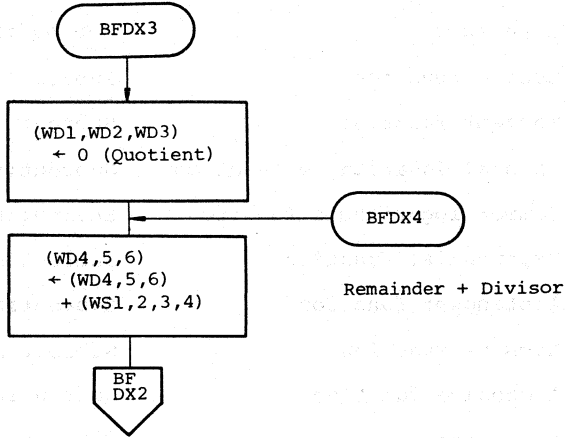 BFDX3
(WD1,WD2,WD3)
← 0 (Quotient)
BFDX4
(WD4,5,6)
← (WD4,5,6)
+ (WS1,2,3,4)
Remainder + Divisor
BF
DX2